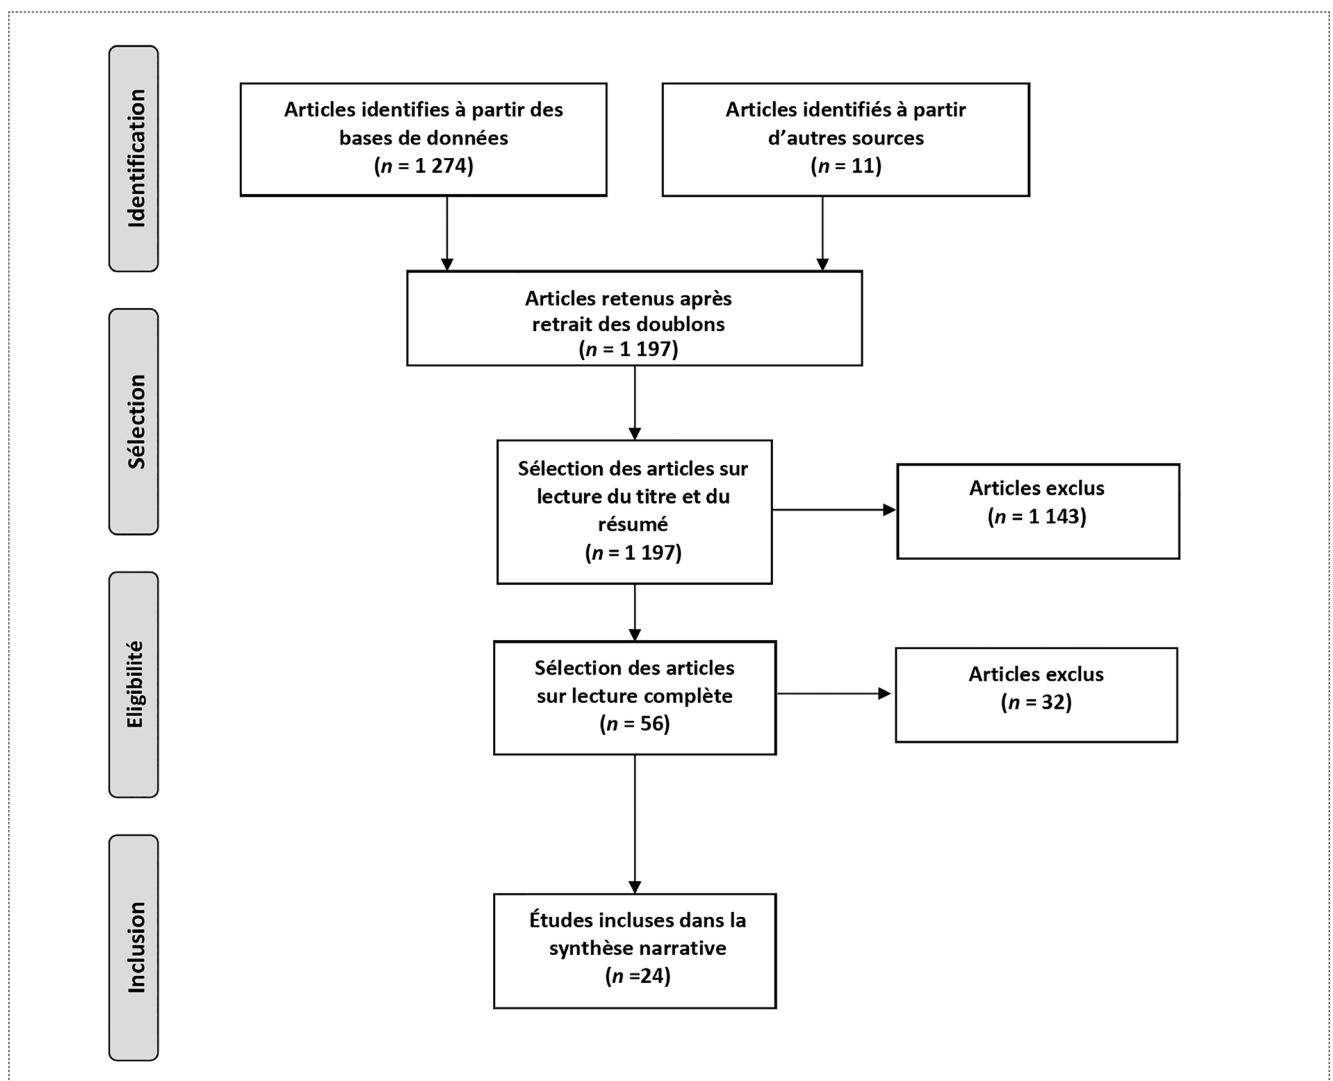 Identification
Articles identifies à partir des
bases de données
(n = 1 274)
Articles identifiés à partir
d’autres sources
(n = 11)
Articles retenus après
retrait des doublons
(n = 1 197)
Sélection
Sélection des articles sur
lecture du titre et du
résumé
(n = 1 197)
Articles exclus
(n = 1 143)
Eligibilité
Sélection des articles
sur lecture complète
(n = 56)
Articles exclus
(n = 32)
Inclusion
Études incluses dans la
synthèse narrative
(n =24)